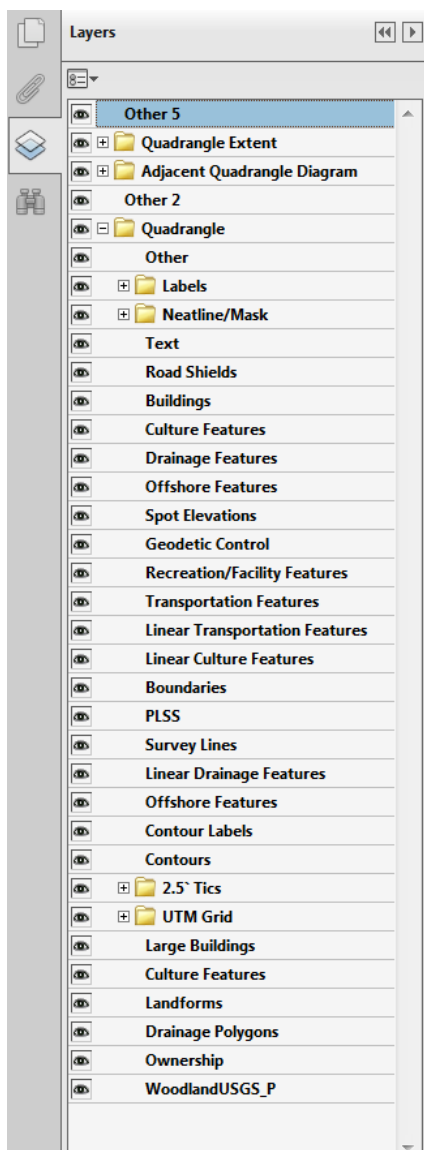 Layers
Other 5
Quadrangle Extent
Adjacent Quadrangle Diagram
Other 2
Quadrangle
Other
Labels
Neatline/Mask
Text
Road Shields
Buildings
Culture Features
Drainage Features
Offshore Features
Spot Elevations
Geodetic Control
Recreation/Facility Features
Transportation Features
Linear Transportation Features
Linear Culture Features
Boundaries
PLSS
Survey Lines
Linear Drainage Features
Offshore Features
Contour Labels
Contours
2.5` Tics
UTM Grid
Large Buildings
Culture Features
Landforms
Drainage Polygons
Ownership
WoodlandUSGS_P